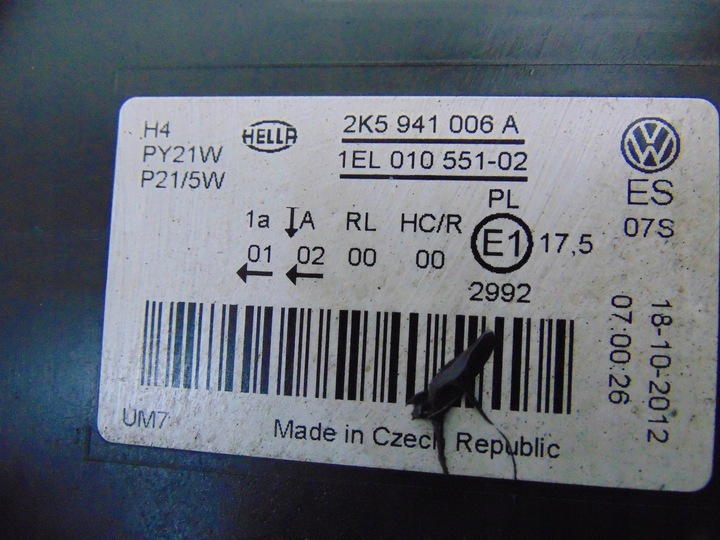 H4
PY21W
P21/5W
HELLA
2K5 941 006 A
1EL 010 551-02
PL
VW
ES
07S
1a A RL HC/R
01 02 00 00
E1 17,5
2992
18-10-2012
07:00:26
UM7
Made in Czech Republic